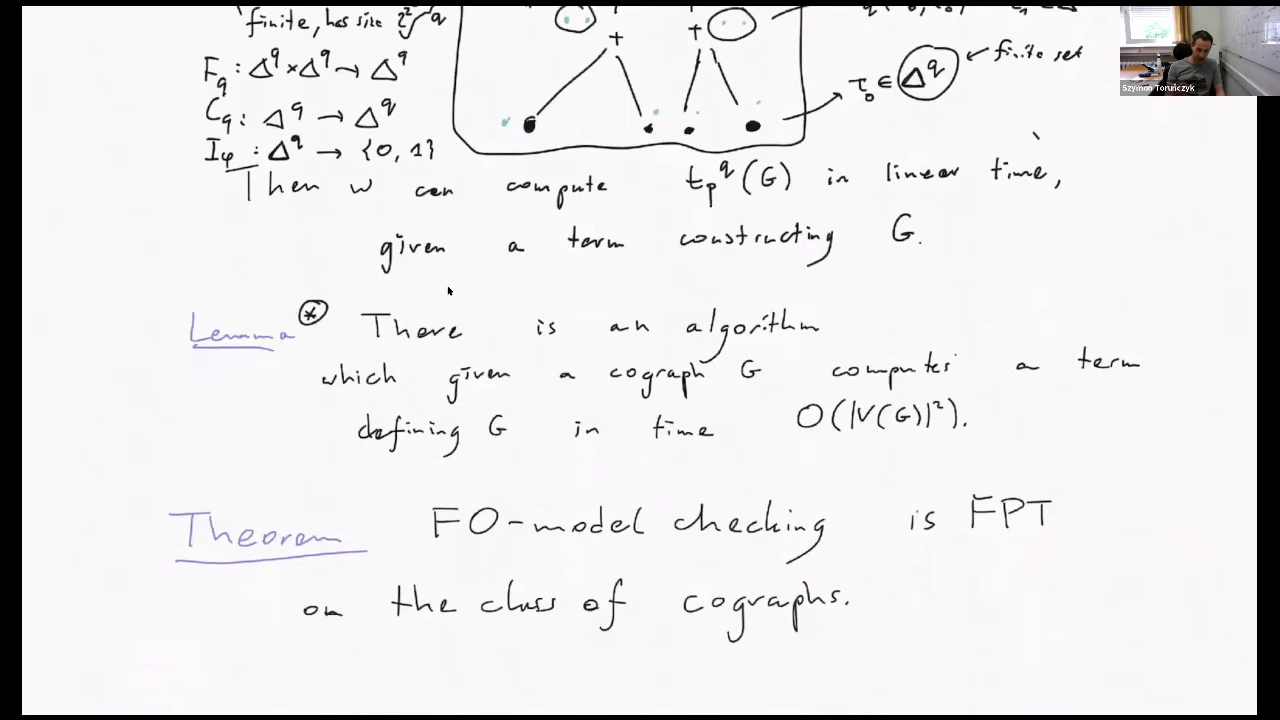 finite, has size
F_q : Δ^q × Δ^q → Δ^q
C_q : Δ^q → Δ^q
I_φ : Δ^q → {0, 1}
τ_0 ∈ Δ^q ← finite set
Szymon Toruńczyk
Then w can compute tp^q(G) in linear time,
given a term constructing G.
Lemma * There is an algorithm
which given a cograph G computes a term
defining G in time O(|V(G)|²).
Theorem FO-model checking is FPT
on the class of cographs.